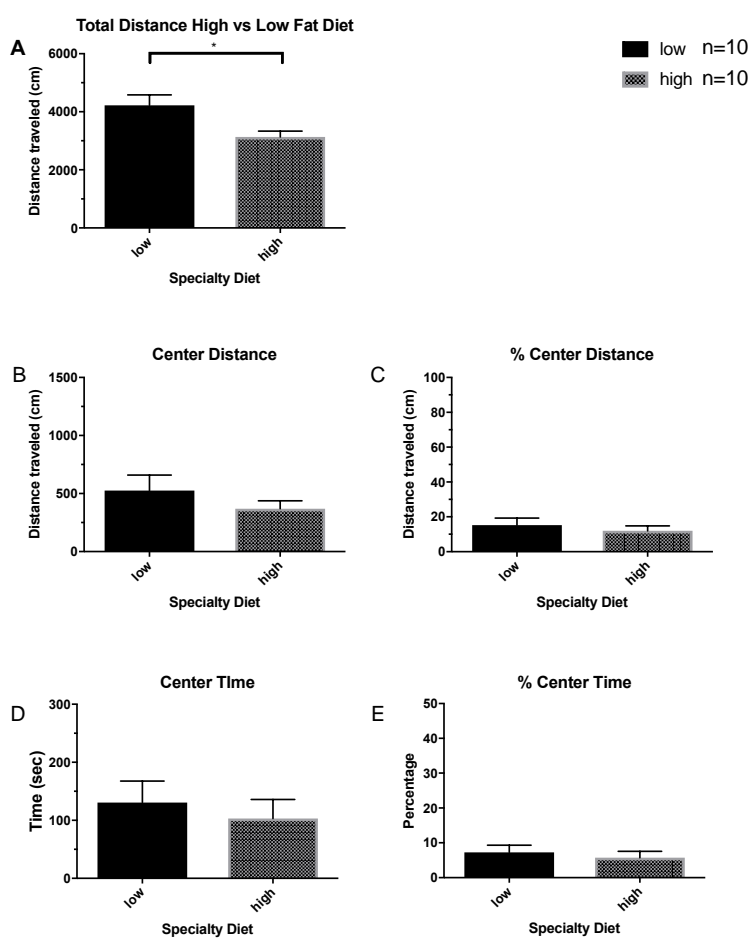 Total Distance High vs Low Fat Diet
A
*
Distance traveled (cm)
6000
4000
2000
0
low
high
Specialty Diet
low n=10
high n=10
Center Distance
B
Distance traveled (cm)
1500
1000
500
0
low
high
Specialty Diet
% Center Distance
C
Distance traveled (cm)
100
80
60
40
20
0
low
high
Specialty Diet
Center TIme
D
Time (sec)
300
200
100
0
low
high
Specialty Diet
% Center Time
E
Percentage
50
40
30
20
10
0
low
high
Specialty Diet